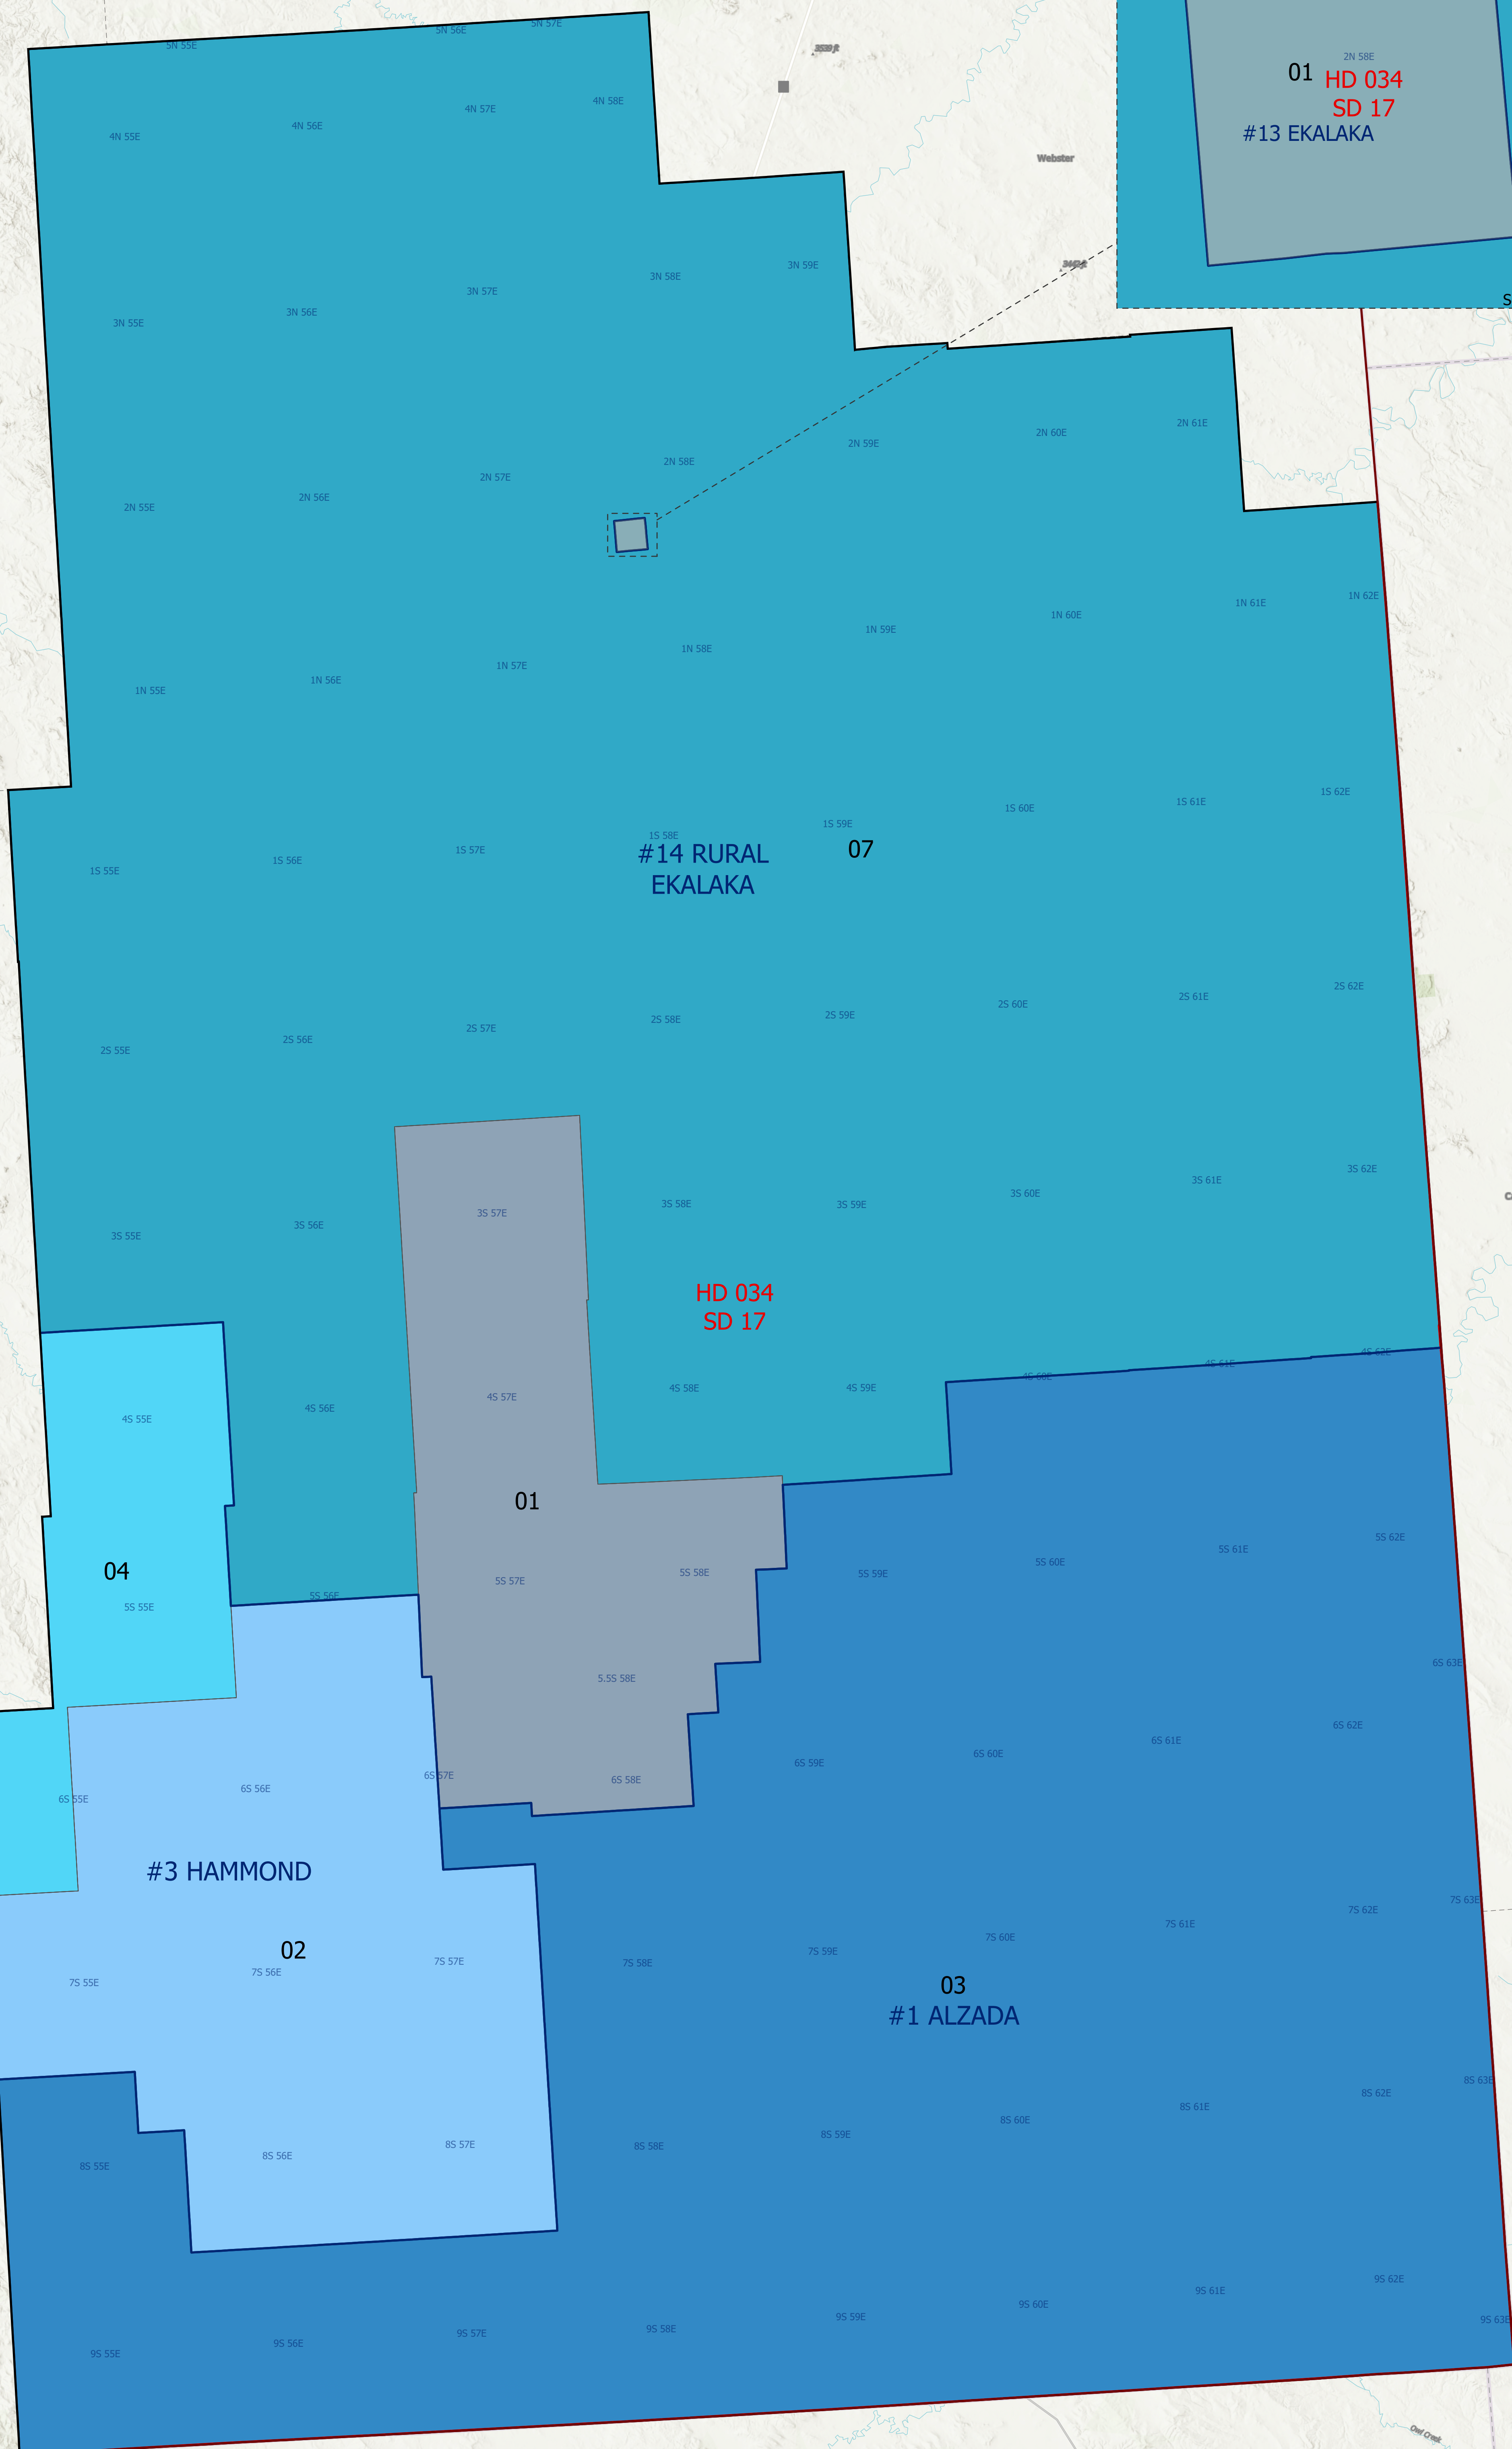 5N 55E
5N 56E
5N 57E
3539 ft
2N 58E
01
HD 034
SD 17
#13 EKALAKA
4N 55E
4N 56E
4N 57E
4N 58E
Webster
3N 55E
3N 56E
3N 57E
3N 58E
3N 59E
3442 ft
S
2N 55E
2N 56E
2N 57E
2N 58E
2N 59E
2N 60E
2N 61E
1N 55E
1N 56E
1N 57E
1N 58E
1N 59E
1N 60E
1N 61E
1N 62E
1S 55E
1S 56E
1S 57E
1S 58E
1S 59E
1S 60E
1S 61E
1S 62E
#14 RURAL
EKALAKA
07
2S 55E
2S 56E
2S 57E
2S 58E
2S 59E
2S 60E
2S 61E
2S 62E
3S 55E
3S 56E
3S 57E
3S 58E
3S 59E
3S 60E
3S 61E
3S 62E
HD 034
SD 17
4S 55E
4S 56E
4S 57E
4S 58E
4S 59E
4S 60E
4S 61E
4S 62E
01
04
5S 55E
5S 56E
5S 57E
5S 58E
5S 59E
5S 60E
5S 61E
5S 62E
5.5S 58E
6S 55E
6S 56E
6S 57E
6S 58E
6S 59E
6S 60E
6S 61E
6S 62E
6S 63E
#3 HAMMOND
02
7S 55E
7S 56E
7S 57E
7S 58E
7S 59E
7S 60E
7S 61E
7S 62E
7S 63E
03
#1 ALZADA
8S 55E
8S 56E
8S 57E
8S 58E
8S 59E
8S 60E
8S 61E
8S 62E
8S 63E
9S 55E
9S 56E
9S 57E
9S 58E
9S 59E
9S 60E
9S 61E
9S 62E
9S 63E
Owl Creek